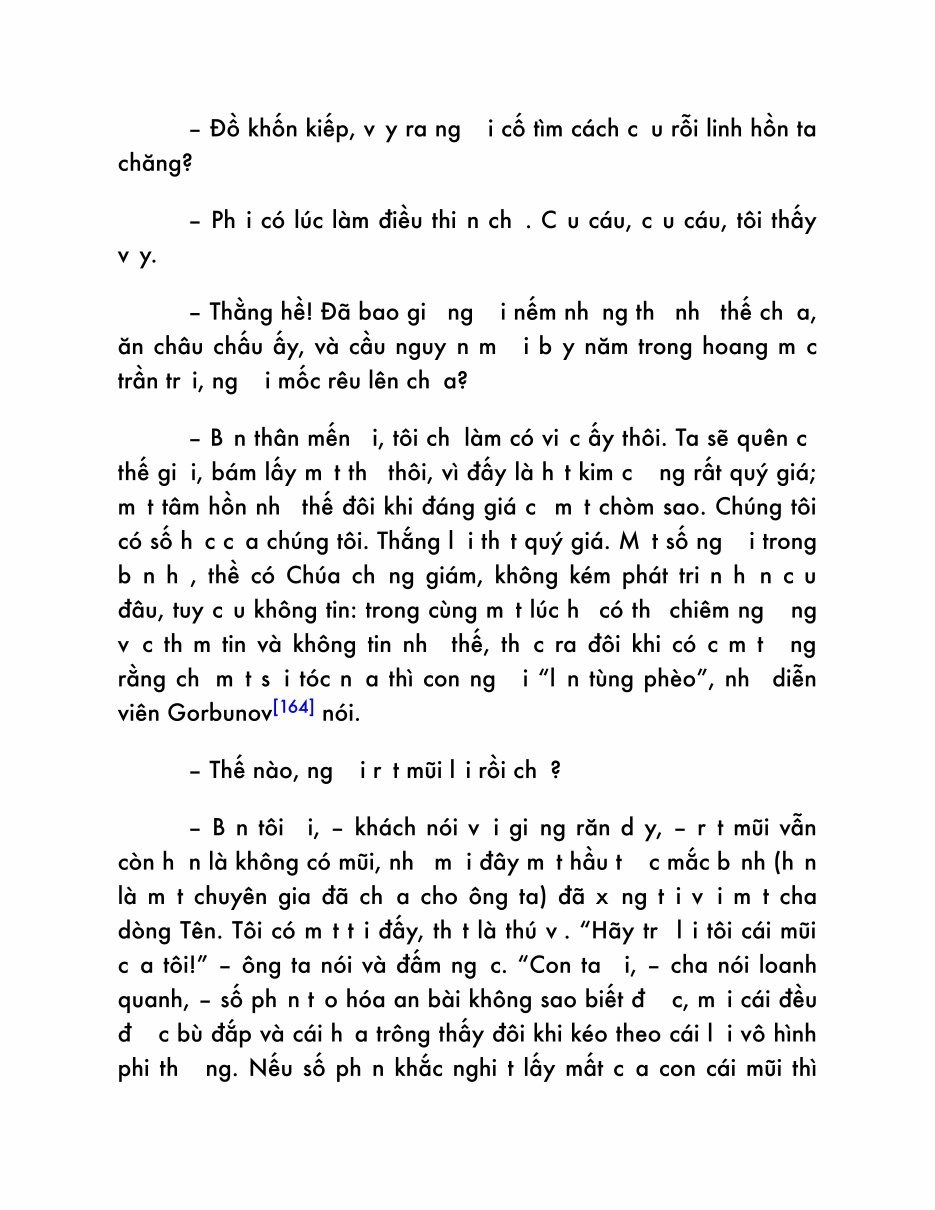 – Đồ khốn kiếp, v y ra ng i cố tìm cách c u rỗi linh hồn ta
chăng?
– Ph i có lúc làm điều thi n ch . C u cáu, c u cáu, tôi thấy
v y.
– Thằng hề! Đã bao gi ng i nếm nh ng th nh thế ch a,
ăn châu chấu ấy, và cầu nguy n m i b y năm trong hoang m c
trần tr i, ng i mốc rêu lên ch a?
– B n thân mến i, tôi ch làm có vi c ấy thôi. Ta sẽ quên c
thế gi i, bám lấy m t th thôi, vì đấy là h t kim c ng rất quý giá;
m t tâm hồn nh thế đôi khi đáng giá c m t chòm sao. Chúng tôi
có số h c c a chúng tôi. Thắng l i th t quý giá. M t số ng i trong
b n h , thề có Chúa ch ng giám, không kém phát tri n h n c u
đâu, tuy c u không tin: trong cùng m t lúc h có th chiêm ng ng
v c th m tin và không tin nh thế, th c ra đôi khi có c m t ng
rằng ch m t s i tóc n a thì con ng i “l n tùng phèo”, nh diễn
viên Gorbunov[164] nói.
– Thế nào, ng i r t mũi l i rồi ch ?
– B n tôi i, – khách nói v i gi ng răn d y, – r t mũi vẫn
còn h n là không có mũi, nh m i đây m t hầu t c mắc b nh (h n
là m t chuyên gia đã ch a cho ông ta) đã x ng t i v i m t cha
dòng Tên. Tôi có m t t i đấy, th t là thú v . “Hãy tr l i tôi cái mũi
c a tôi!” – ông ta nói và đấm ng c. “Con ta i, – cha nói loanh
quanh, – số ph n t o hóa an bài không sao biết đ c, m i cái đều
đ c bù đắp và cái h a trông thấy đôi khi kéo theo cái l i vô hình
phi th ng. Nếu số ph n khắc nghi t lấy mất c a con cái mũi thì